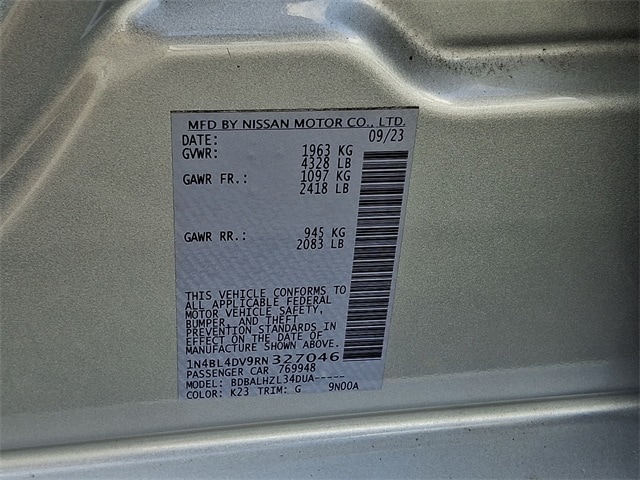 MFD BY NISSAN MOTOR CO., LTD.
DATE: 09/23
GVWR: 1963 KG
4328 LB
GAWR FR.: 1097 KG
2418 LB
GAWR RR.: 945 KG
2083 LB
THIS VEHICLE CONFORMS TO
ALL APPLICABLE FEDERAL
MOTOR VEHICLE SAFETY,
BUMPER, AND THEFT
PREVENTION STANDARDS IN
EFFECT ON THE DATE OF
MANUFACTURE SHOWN ABOVE.
1N4BL4DV9RN327046
PASSENGER CAR 769948
MODEL: BDBALHZL34DUA-----
COLOR: K23 TRIM: G 9N00A